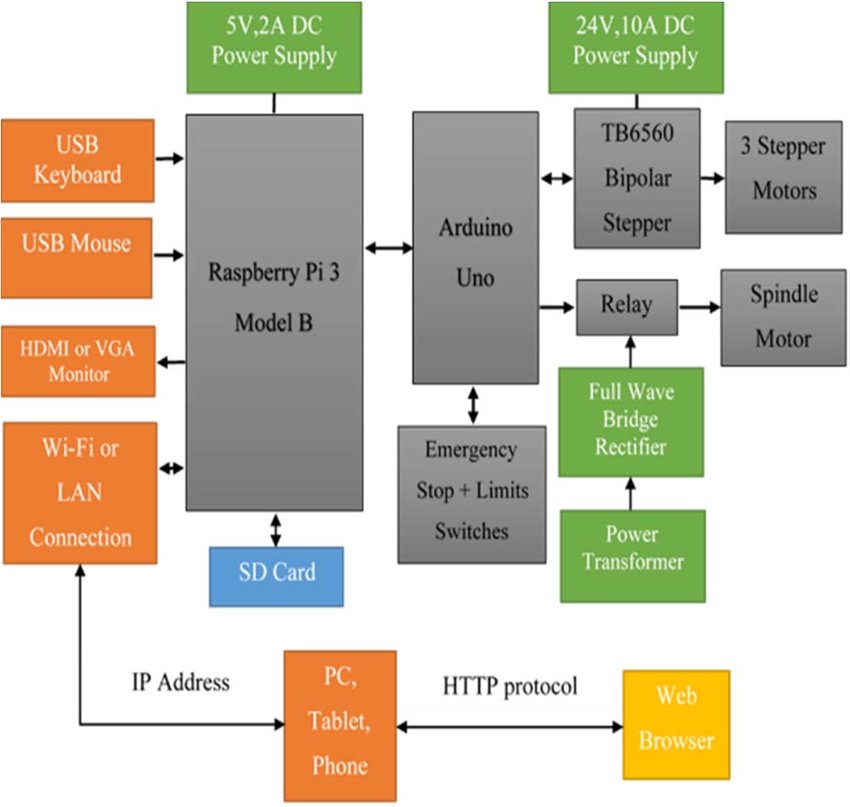 5V,2A DC
Power Supply
24V,10A DC
Power Supply
USB
Keyboard
USB Mouse
HDMI or VGA
Monitor
Wi-Fi or
LAN
Connection
Raspberry Pi 3
Model B
SD Card
Arduino
Uno
Emergency
Stop + Limits
Switches
TB6560
Bipolar
Stepper
3 Stepper
Motors
Relay
Spindle
Motor
Full Wave
Bridge
Rectifier
Power
Transformer
IP Address
PC,
Tablet,
Phone
HTTP protocol
Web
Browser